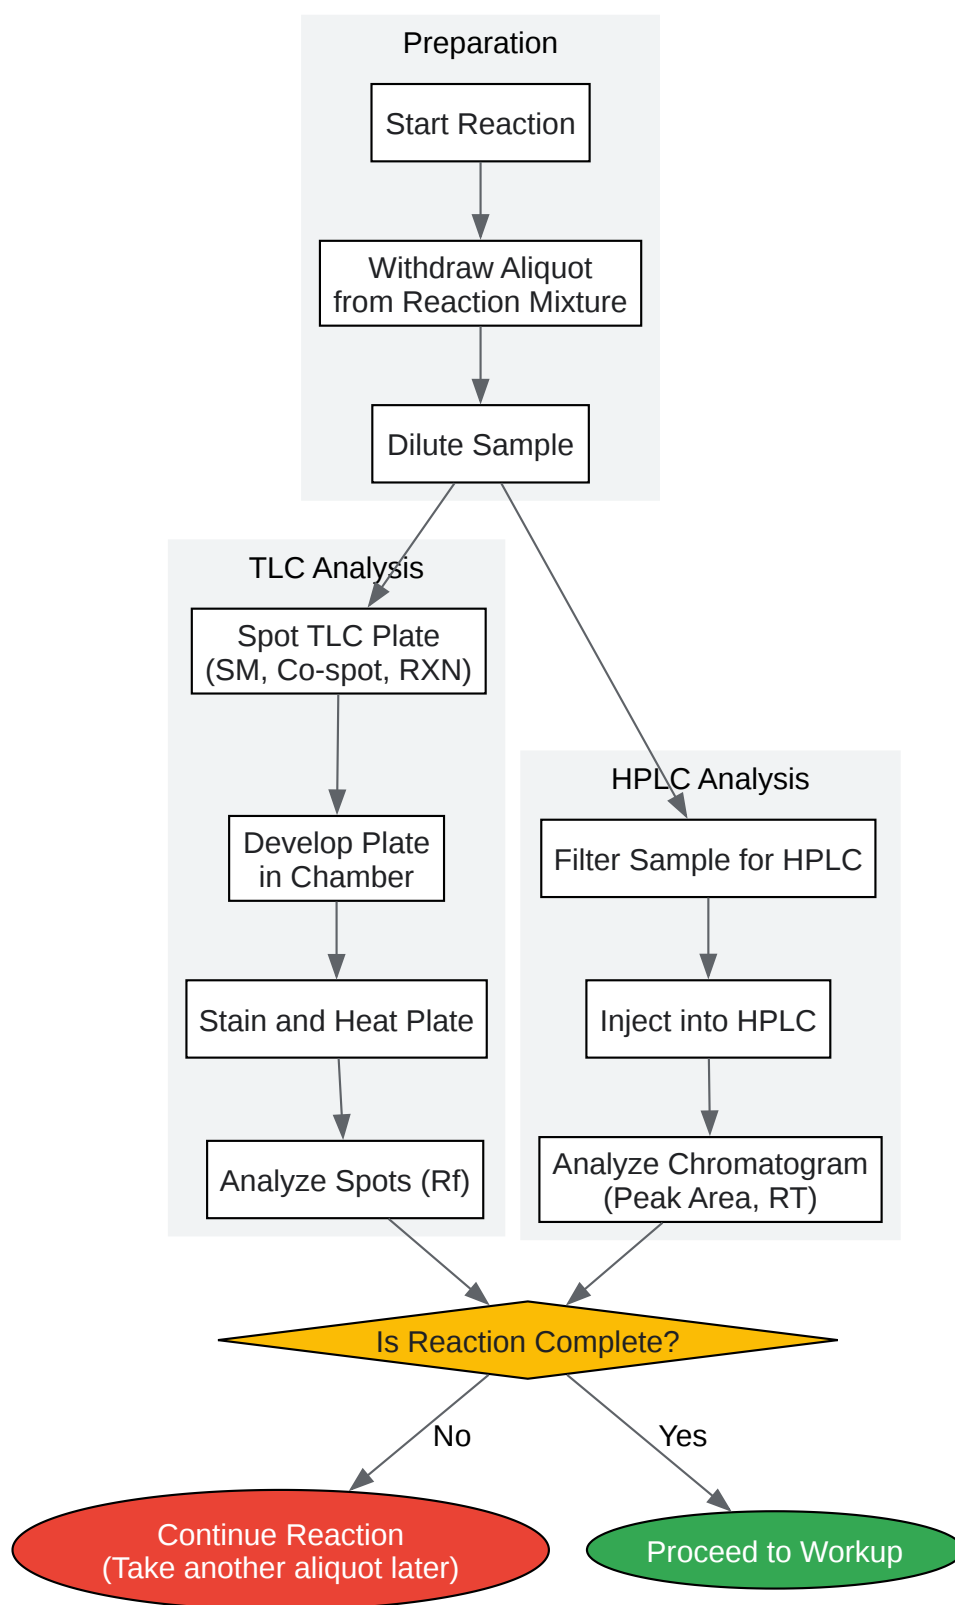 Preparation
Start Reaction
Withdraw Aliquot
from Reaction Mixture
Dilute Sample
TLC Analysis
Spot TLC Plate
(SM, Co-spot, RXN)
Develop Plate
in Chamber
Stain and Heat Plate
Analyze Spots (Rf)
HPLC Analysis
Filter Sample for HPLC
Inject into HPLC
Analyze Chromatogram
(Peak Area, RT)
Is Reaction Complete?
No
Yes
Continue Reaction
(Take another aliquot later)
Proceed to Workup